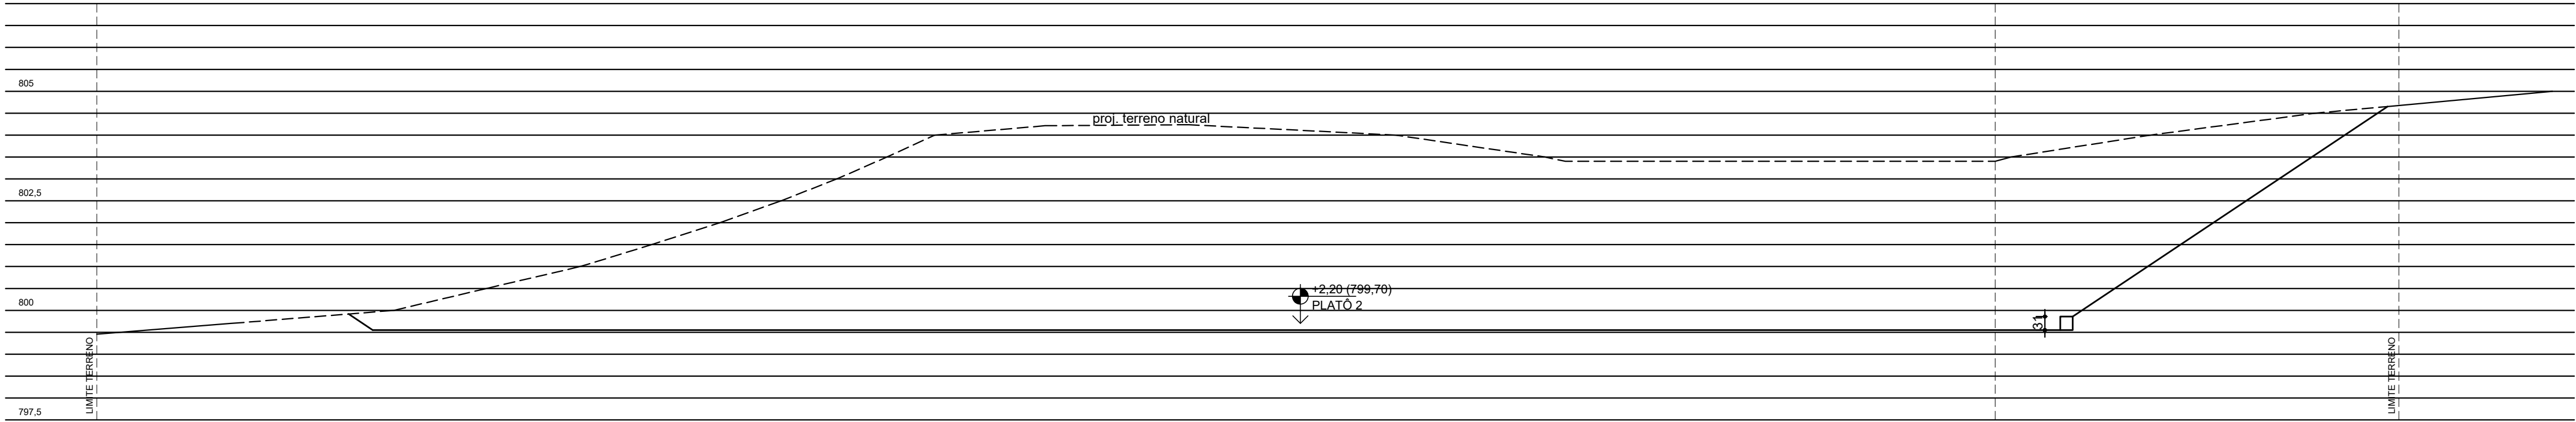 805
proj. terreno natural
802,5
+2,20 (799,70)
800
PLATÔ 2
31
LIMITE TERRENO
LIMITE TERRENO
797,5